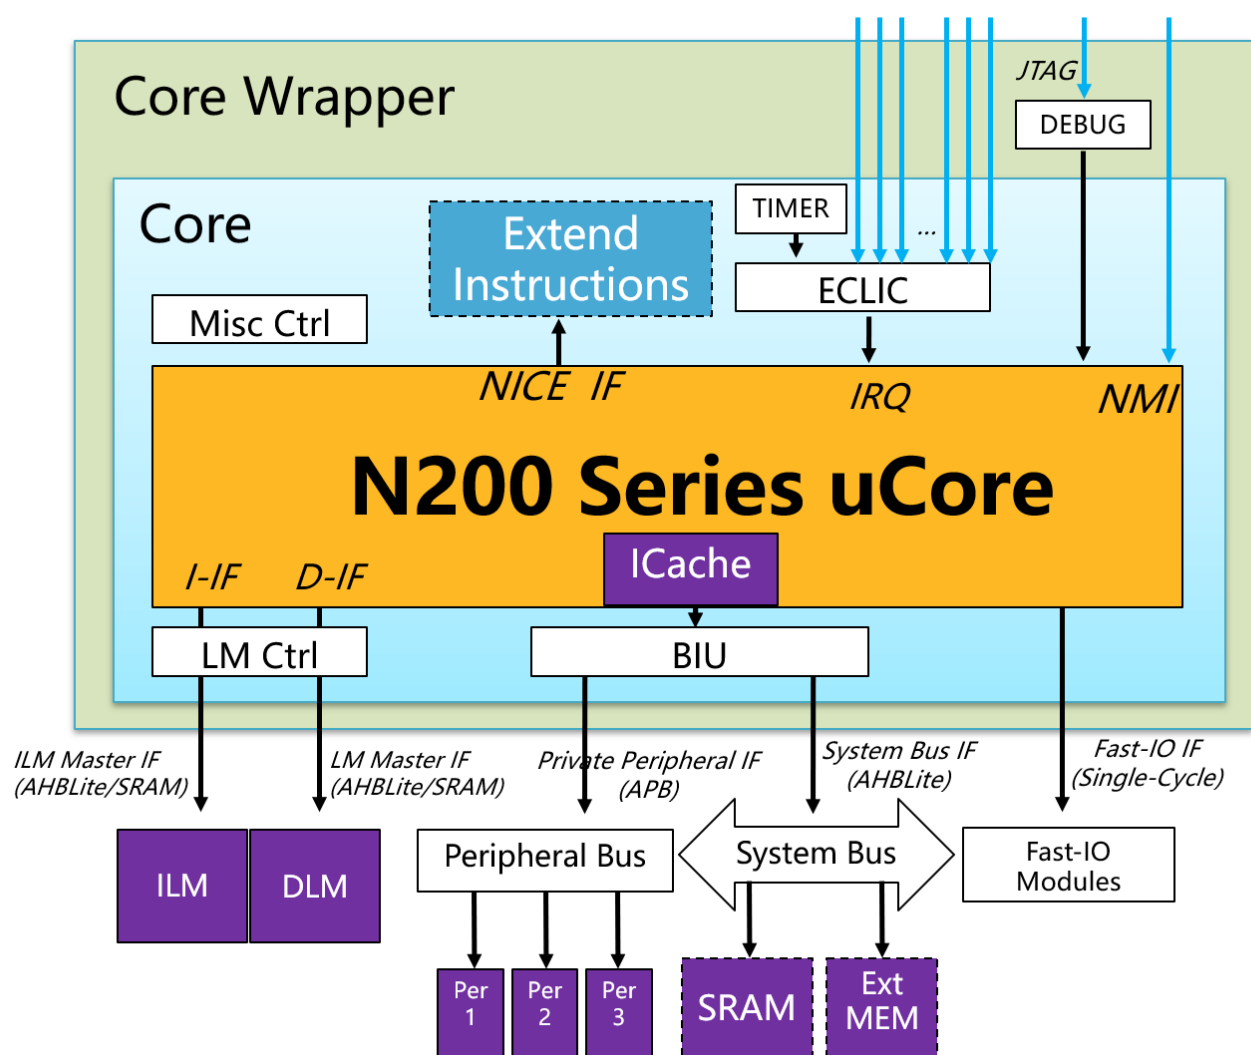 Core Wrapper
JTAG
DEBUG
Core
Extend
Instructions
TIMER
...
ECLIC
Misc Ctrl
NICE IF
IRQ
NMI
N200 Series uCore
ICache
I-IF
D-IF
LM Ctrl
BIU
ILM Master IF
(AHBLite/SRAM)
LM Master IF
(AHBLite/SRAM)
Private Peripheral IF
(APB)
System Bus IF
(AHBLite)
Fast-IO IF
(Single-Cycle)
ILM
DLM
Peripheral Bus
System Bus
Fast-IO
Modules
Per
1
Per
2
Per
3
SRAM
Ext
MEM